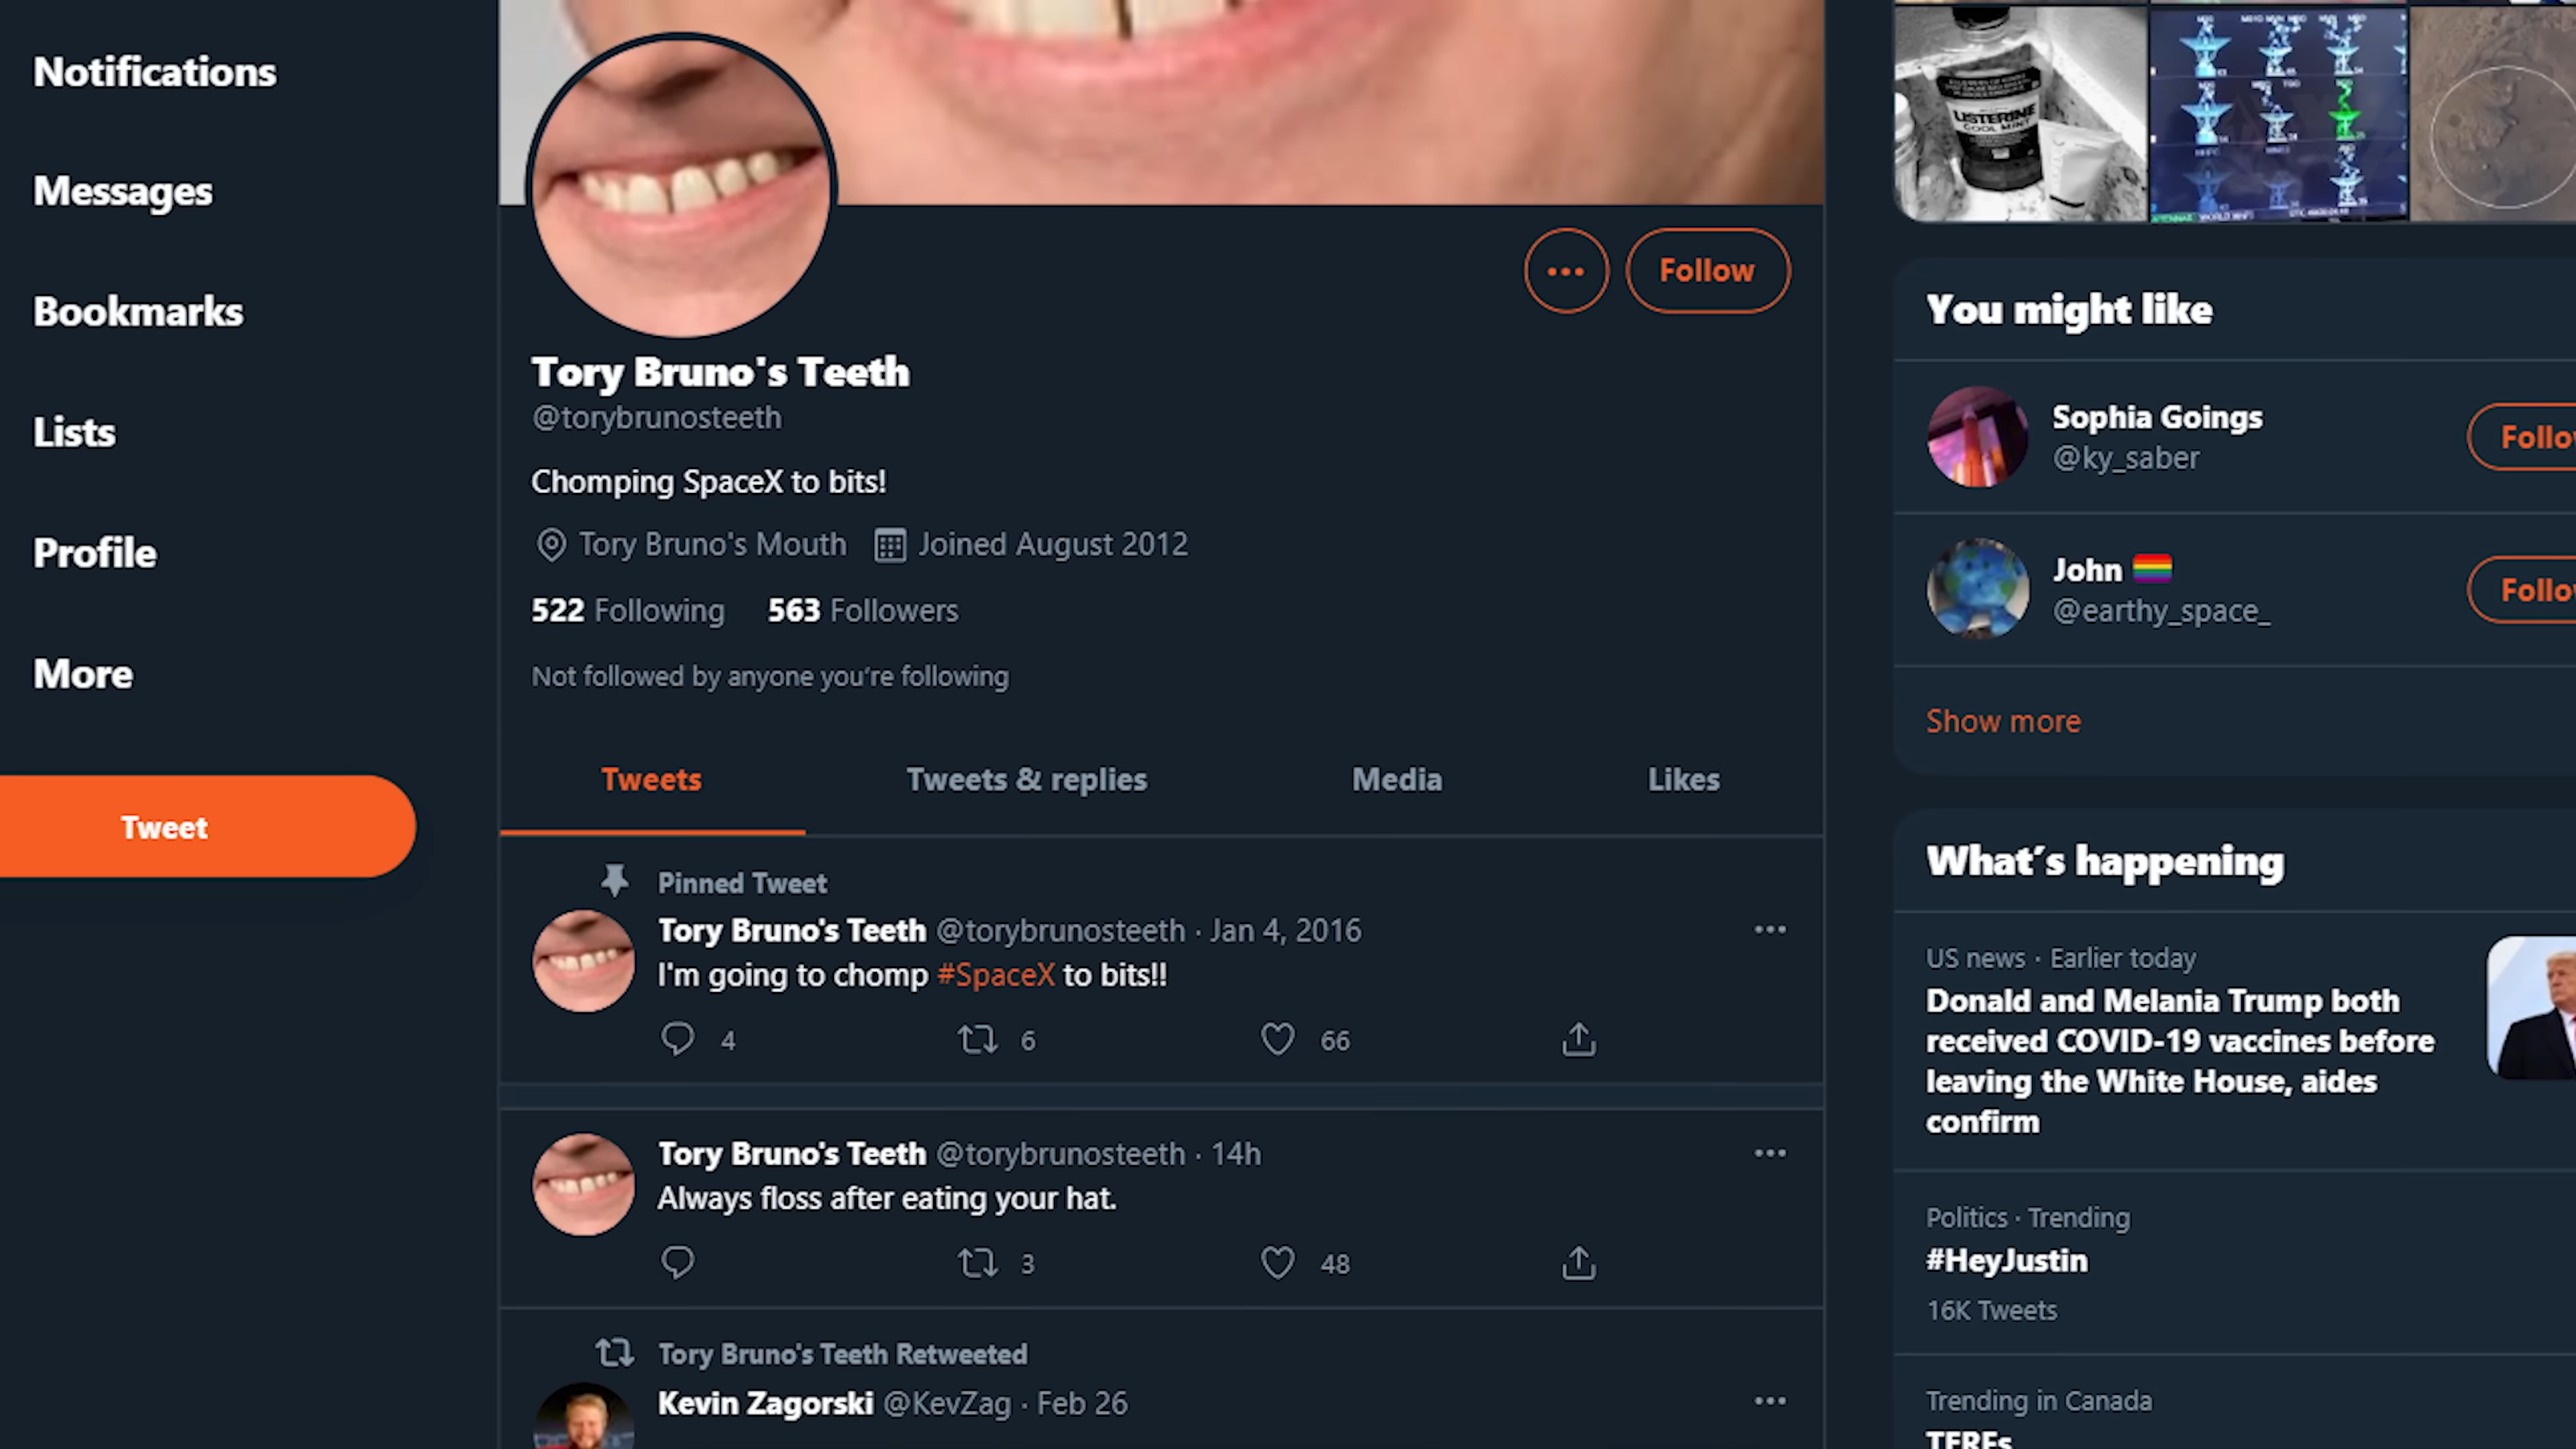 Notifications
Messages
Bookmarks
Lists
Profile
More
Tweet
Follow
Tory Bruno's Teeth
@torybrunosteeth
Chomping SpaceX to bits!
Tory Bruno's Mouth Joined August 2012
522 Following 563 Followers
Not followed by anyone you're following
Tweets Tweets & replies Media Likes
Pinned Tweet
Tory Bruno's Teeth @torybrunosteeth · Jan 4, 2016
I'm going to chomp #SpaceX to bits!!
4 6 66
Tory Bruno's Teeth @torybrunosteeth · 14h
Always floss after eating your hat.
3 48
Tory Bruno's Teeth Retweeted
Kevin Zagorski @KevZag · Feb 26
LISTERINE
COOL MINT
You might like
Sophia Goings
@ky_saber
Follo
John
@earthy_space_
Follo
Show more
What's happening
US news · Earlier today
Donald and Melania Trump both
received COVID-19 vaccines before
leaving the White House, aides
confirm
Politics · Trending
#HeyJustin
16K Tweets
Trending in Canada
TERFs